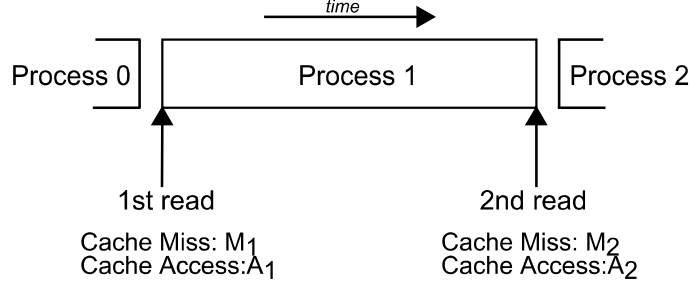 time
Process 0
Process 1
Process 2
1st read
Cache Miss: M1
Cache Access:A1
2nd read
Cache Miss: M2
Cache Access:A2